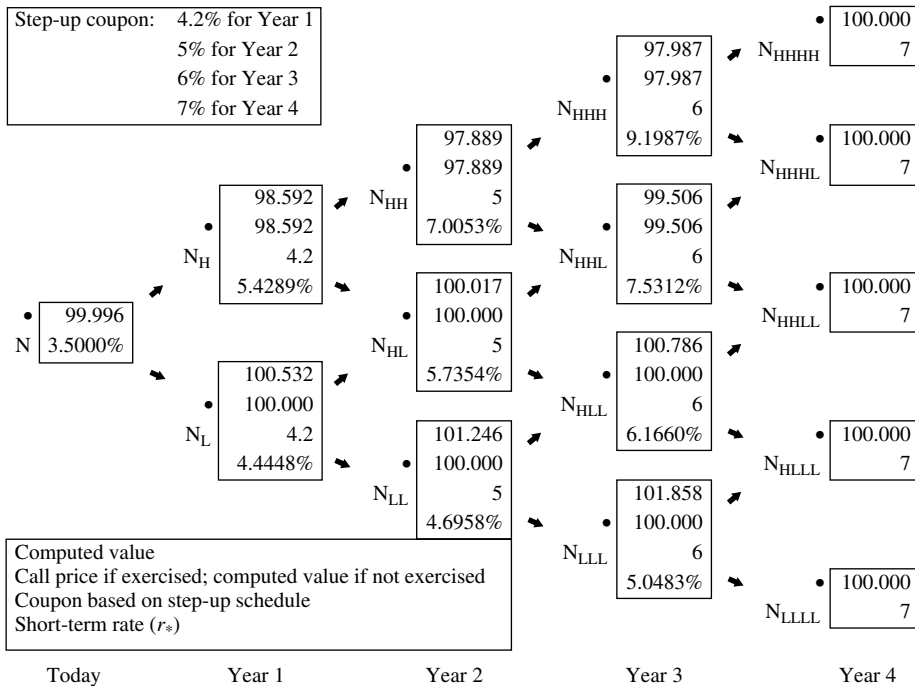 Step-up coupon: 4.2% for Year 1
5% for Year 2
6% for Year 3
7% for Year 4
N
99.996
3.5000%
N_H
98.592
98.592
4.2
5.4289%
N_L
100.532
100.000
4.2
4.4448%
N_HH
97.889
97.889
5
7.0053%
N_HL
100.017
100.000
5
5.7354%
N_LL
101.246
100.000
5
4.6958%
N_HHH
97.987
97.987
6
9.1987%
N_HHL
99.506
99.506
6
7.5312%
N_HLL
100.786
100.000
6
6.1660%
N_LLL
101.858
100.000
6
5.0483%
N_HHHH
100.000
7
N_HHHL
100.000
7
N_HHLL
100.000
7
N_HLLL
100.000
7
N_LLLL
100.000
7
Computed value
Call price if exercised; computed value if not exercised
Coupon based on step-up schedule
Short-term rate (r*)
Today Year 1 Year 2 Year 3 Year 4